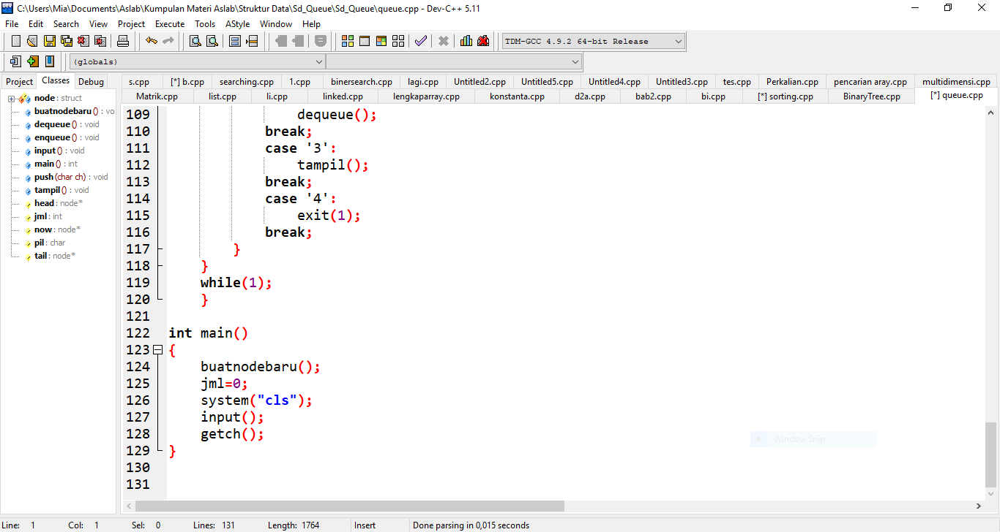 C:\Users\Mia\Documents\Aslab\Kumpulan Materi Aslab\Struktur Data\Sd_Queue\Sd_Queue\queue.cpp - Dev-C++ 5.11
File Edit Search View Project Execute Tools AStyle Window Help
TDM-GCC 4.9.2 64-bit Release
(globals)
Project Classes Debug
s.cpp [*] b.cpp searching.cpp 1.cpp binersearch.cpp lagi.cpp Untitled2.cpp Untitled5.cpp Untitled4.cpp Untitled3.cpp tes.cpp Perkalian.cpp pencarian aray.cpp multidimensi.cpp
Matrik.cpp list.cpp li.cpp linked.cpp lengkaparray.cpp konstanta.cpp d2a.cpp bab2.cpp bi.cpp [*] sorting.cpp BinaryTree.cpp [*] queue.cpp
node : struct
buatnodebaru () : vo
dequeue () : void
enqueue () : void
input () : void
main () : int
push (char ch) : void
tampil () : void
head : node*
jml : int
now : node*
pil : char
tail : node*
109 dequeue();
110 break;
111 case '3':
112 tampil();
113 break;
114 case '4':
115 exit(1);
116 break;
117 }
118 }
119 while(1);
120 }
121
122 int main()
123 {
124 buatnodebaru();
125 jml=0;
126 system("cls");
127 input();
128 getch();
129 }
130
131
Window Snip
Line: 1 Col: 1 Sel: 0 Lines: 131 Length: 1764 Insert Done parsing in 0,015 seconds